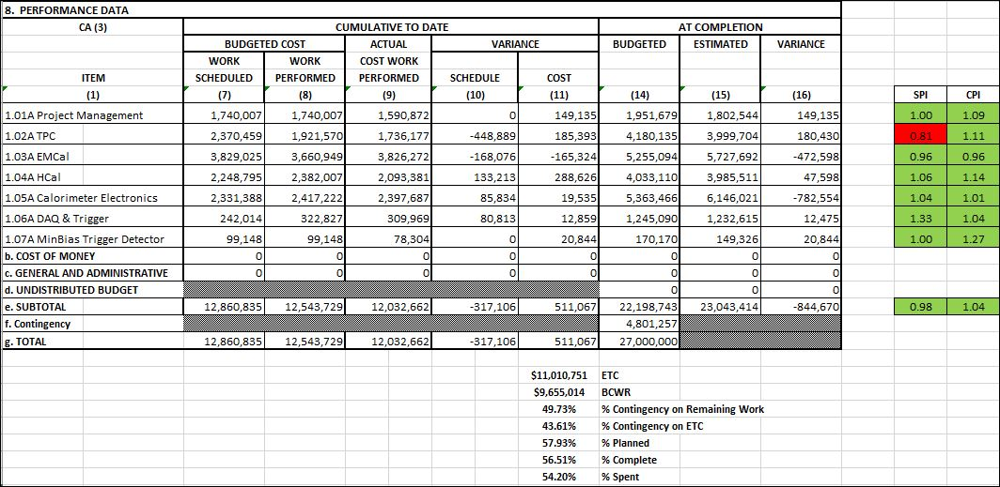 8. PERFORMANCE DATA
CA (3) CUMULATIVE TO DATE AT COMPLETION
BUDGETED COST ACTUAL VARIANCE BUDGETED ESTIMATED VARIANCE
WORK WORK COST WORK
ITEM SCHEDULED PERFORMED PERFORMED SCHEDULE COST
(1) (7) (8) (9) (10) (11) (14) (15) (16) SPI CPI
1.01A Project Management 1,740,007 1,740,007 1,590,872 0 149,135 1,951,679 1,802,544 149,135 1.00 1.09
1.02A TPC 2,370,459 1,921,570 1,736,177 -448,889 185,393 4,180,135 3,999,704 180,430 0.81 1.11
1.03A EMCal 3,829,025 3,660,949 3,826,272 -168,076 -165,324 5,255,094 5,727,692 -472,598 0.96 0.96
1.04A HCal 2,248,795 2,382,007 2,093,381 133,213 288,626 4,033,110 3,985,511 47,598 1.06 1.14
1.05A Calorimeter Electronics 2,331,388 2,417,222 2,397,687 85,834 19,535 5,363,466 6,146,021 -782,554 1.04 1.01
1.06A DAQ & Trigger 242,014 322,827 309,969 80,813 12,859 1,245,090 1,232,615 12,475 1.33 1.04
1.07A MinBias Trigger Detector 99,148 99,148 78,304 0 20,844 170,170 149,326 20,844 1.00 1.27
b. COST OF MONEY 0 0 0 0 0 0 0 0
c. GENERAL AND ADMINISTRATIVE 0 0 0 0 0 0 0 0
d. UNDISTRIBUTED BUDGET 0 0 0
e. SUBTOTAL 12,860,835 12,543,729 12,032,662 -317,106 511,067 22,198,743 23,043,414 -844,670 0.98 1.04
f. Contingency 4,801,257
g. TOTAL 12,860,835 12,543,729 12,032,662 -317,106 511,067 27,000,000
$11,010,751 ETC
$9,655,014 BCWR
49.73% % Contingency on Remaining Work
43.61% % Contingency on ETC
57.93% % Planned
56.51% % Complete
54.20% % Spent